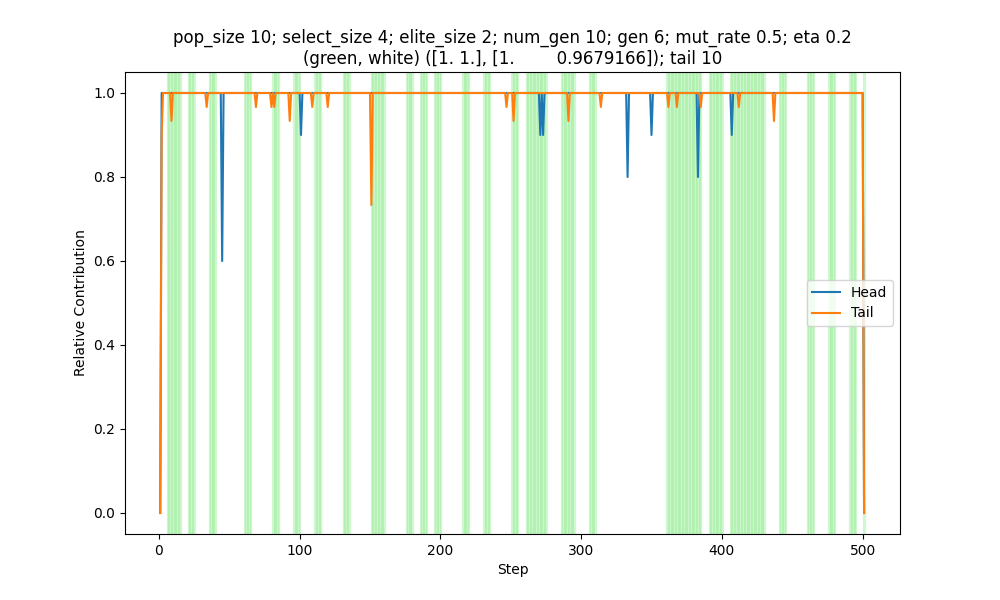 pop_size 10; select_size 4; elite_size 2; num_gen 10; gen 6; mut_rate 0.5; eta 0.2
(green, white) ([1. 1.], [1.        0.9679166]); tail 10
Relative Contribution
1.0
0.8
0.6
0.4
0.2
0.0
Head
Tail
0 100 200 300 400 500
Step